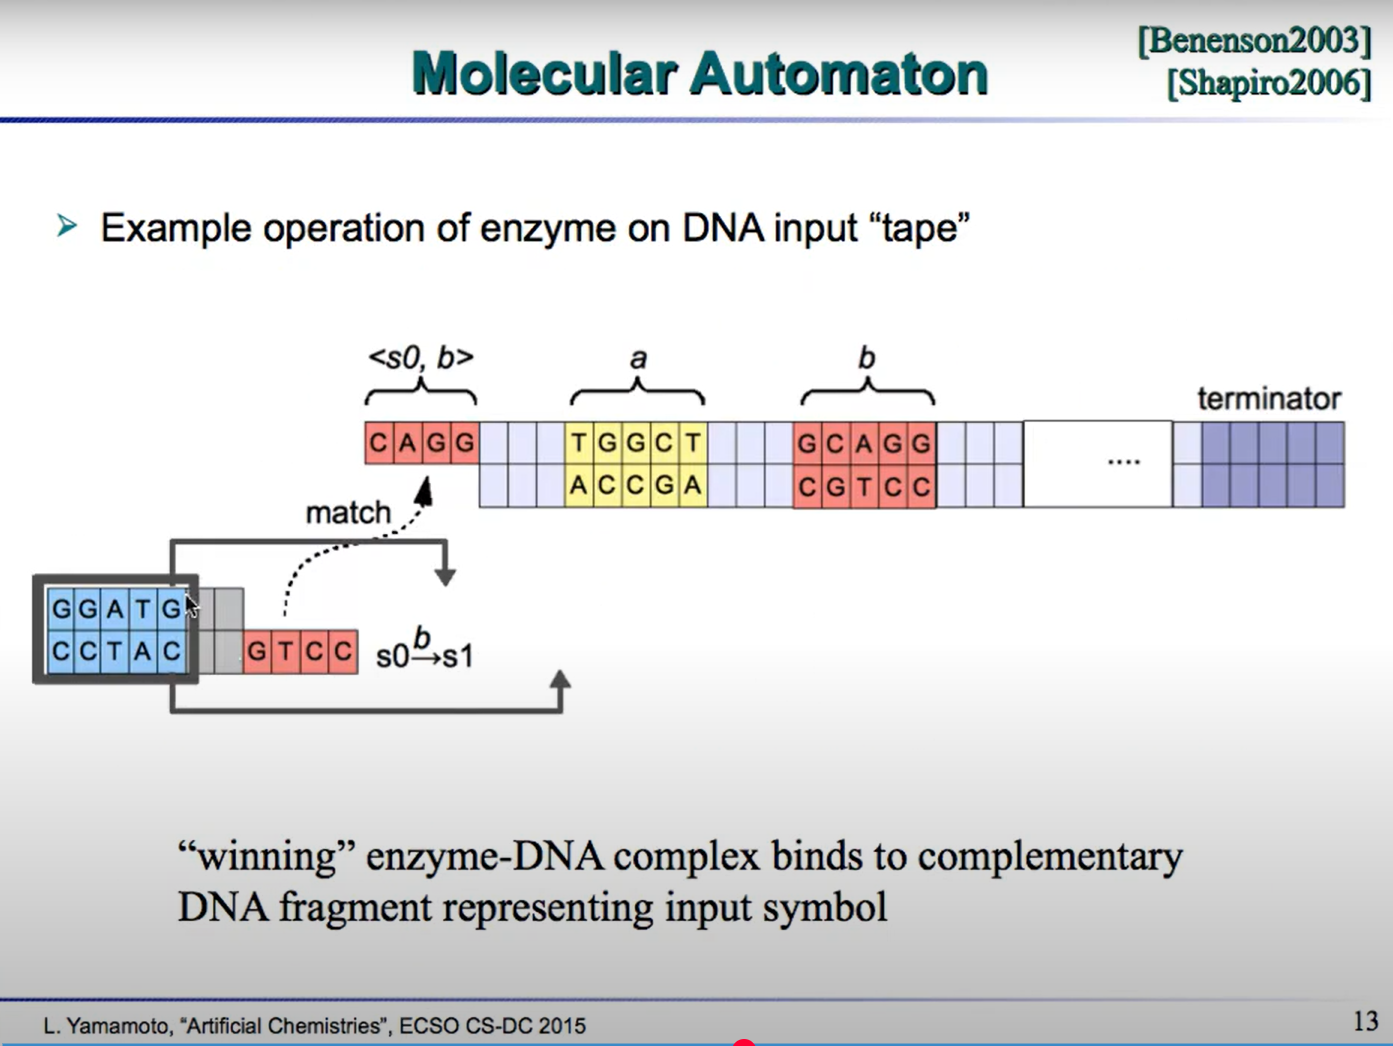 Molecular Automaton
[Benenson2003]
[Shapiro2006]
Example operation of enzyme on DNA input “tape”
<s0, b>
a
b
terminator
C A G G
T G G C T
G C A G G
A C C G A
C G T C C
....
match
G G A T G
C C T A C
G T C C
s0 b→s1
“winning” enzyme-DNA complex binds to complementary
DNA fragment representing input symbol
L. Yamamoto, “Artificial Chemistries”, ECSO CS-DC 2015
13